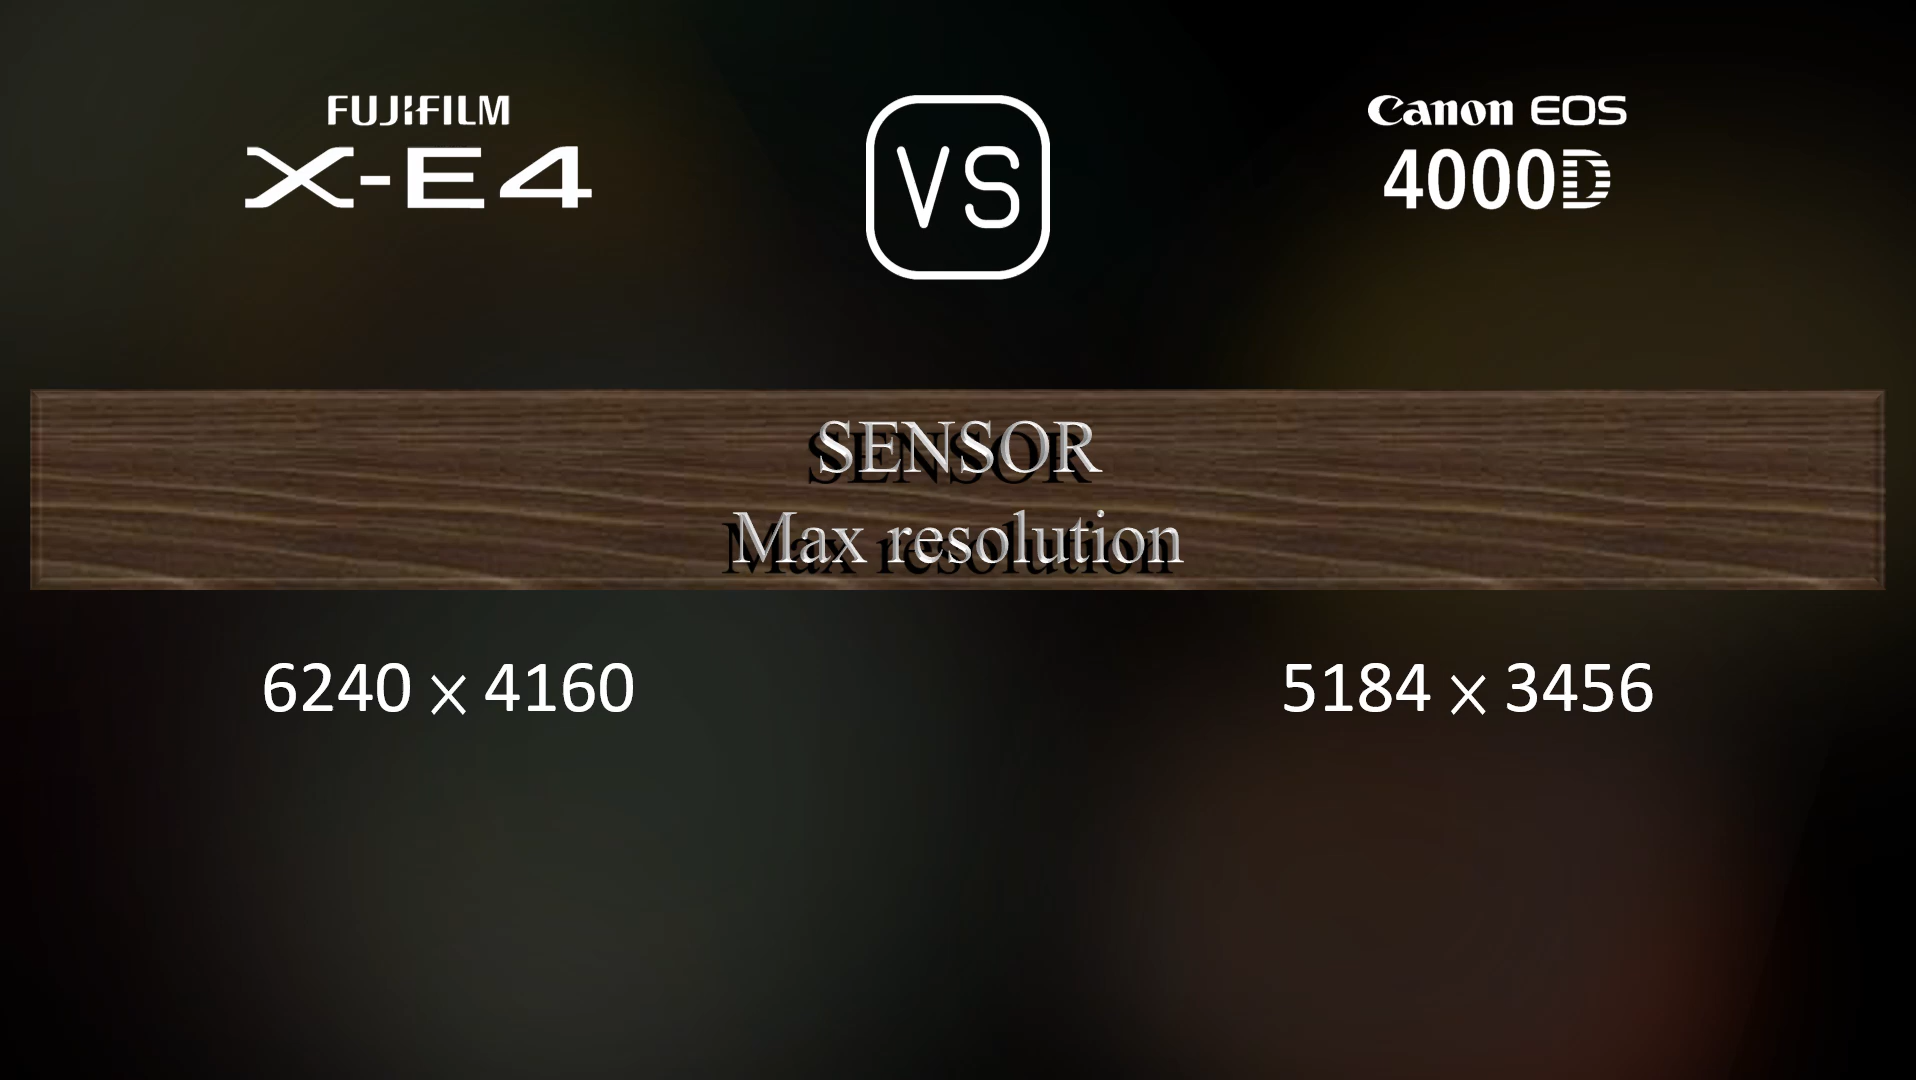 FUJIFILM
X-E4
VS
Canon EOS
4000D
SENSOR
Max resolution
6240 x 4160
5184 x 3456